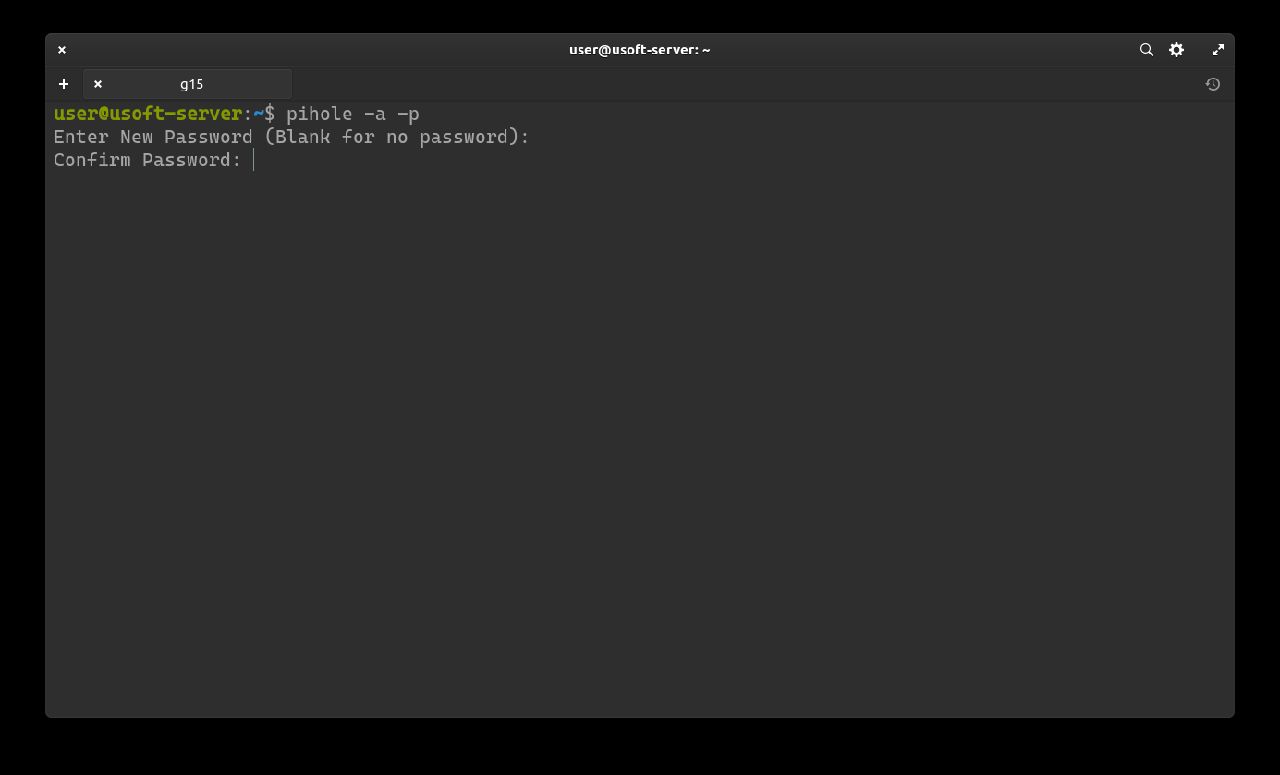 user@usoft-server: ~
g15
user@usoft-server:~$ pihole -a -p
Enter New Password (Blank for no password):
Confirm Password: